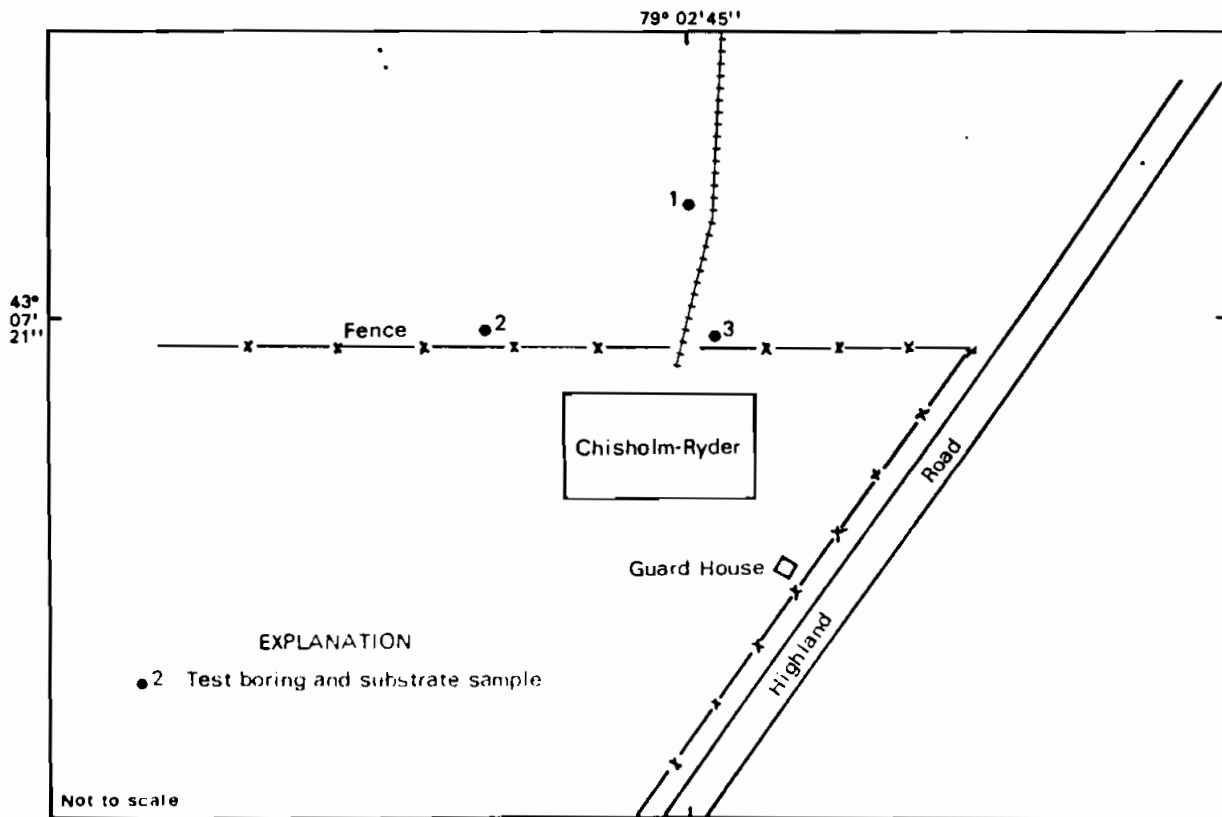 79° 02'45''
1
43°
07'
21''
Fence
2
3
Chisholm-Ryder
Highland Road
Guard House
EXPLANATION
2 Test boring and substrate sample
Not to scale